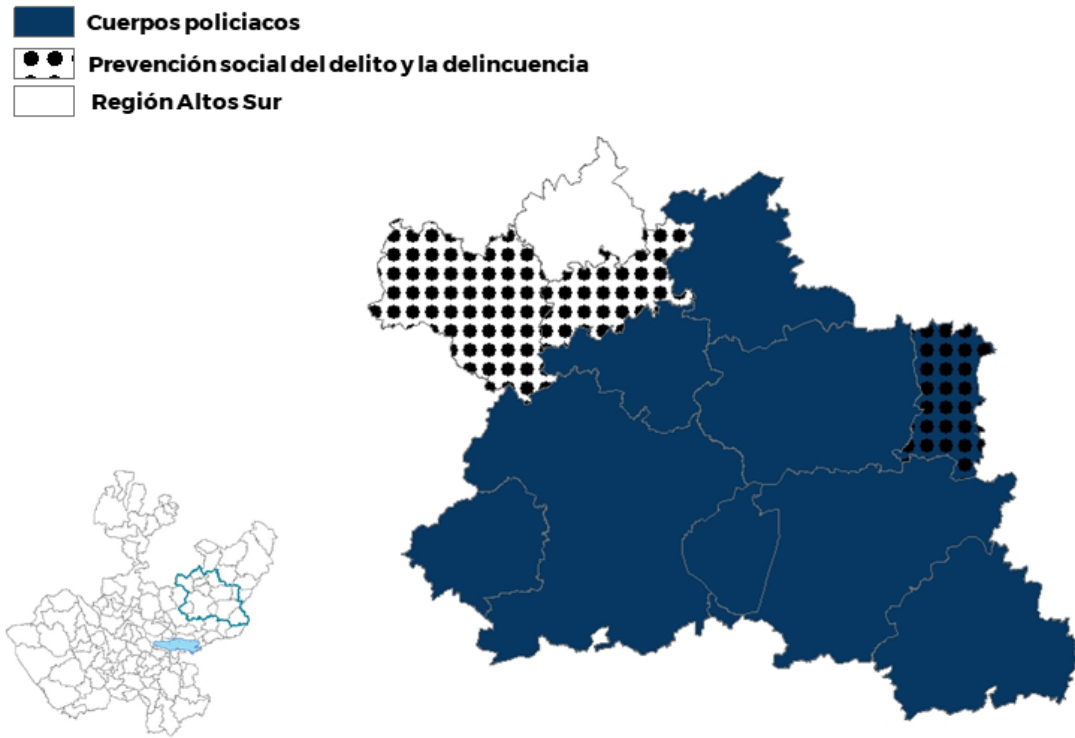 Cuerpos policiacos
Prevención social del delito y la delincuencia
Región Altos Sur